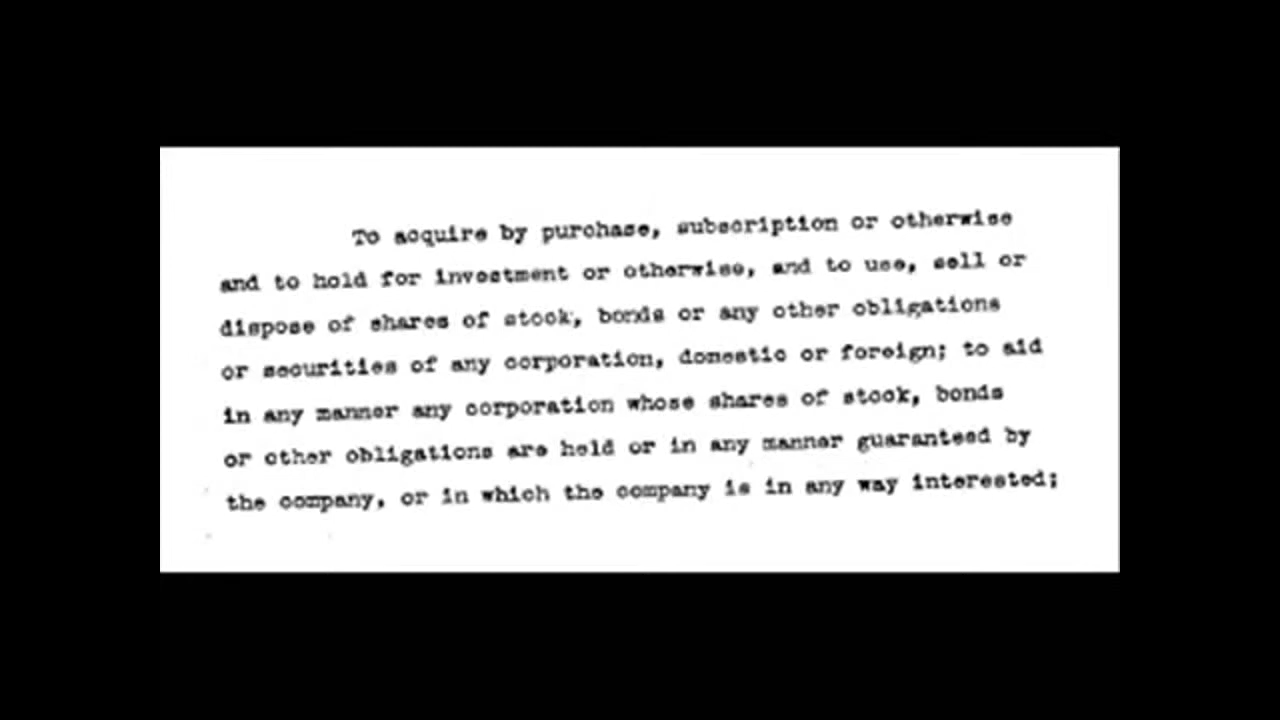 To acquire by purchase, subscription or otherwise
and to hold for investment or otherwise, and to use, sell or
dispose of shares of stock, bonds or any other obligations
or securities of any corporation, domestic or foreign; to aid
in any manner any corporation whose shares of stock, bonds
or other obligations are held or in any manner guaranteed by
the company, or in which the company is in any way interested;